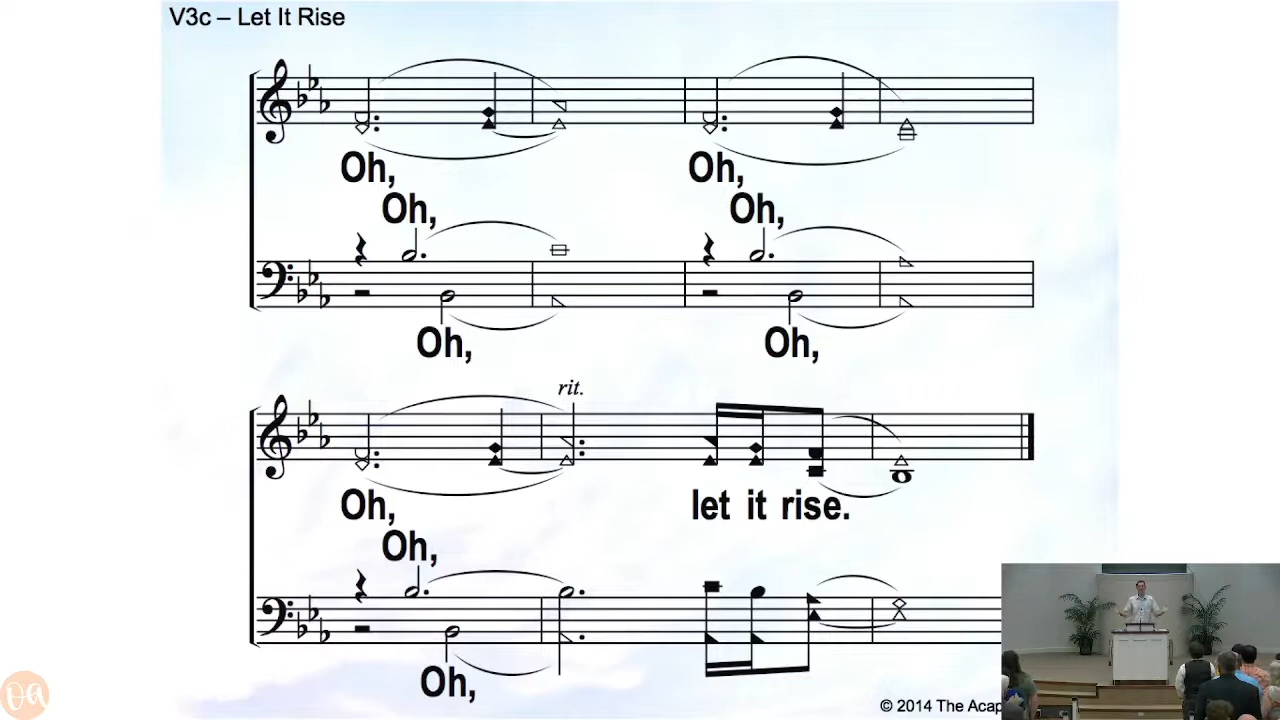 V3c – Let It Rise
Oh, Oh,
Oh, Oh,
Oh, Oh,
rit.
Oh, let it rise.
Oh,
Oh,
© 2014 The Acap
oa